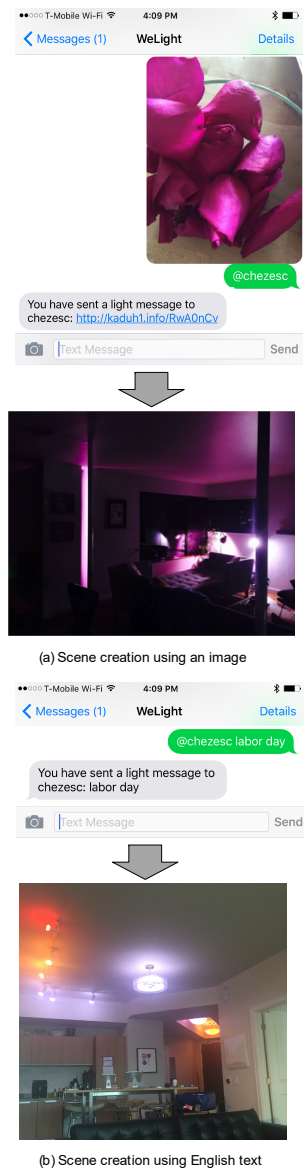 T-Mobile Wi-Fi 4:09 PM
Messages (1) WeLight Details
@chezesc
You have sent a light message to
chezesc: http://kaduh1.info/RwA0nCv
Text Message Send
(a) Scene creation using an image
T-Mobile Wi-Fi 4:09 PM
Messages (1) WeLight Details
@chezesc labor day
You have sent a light message to
chezesc: labor day
Text Message Send
(b) Scene creation using English text